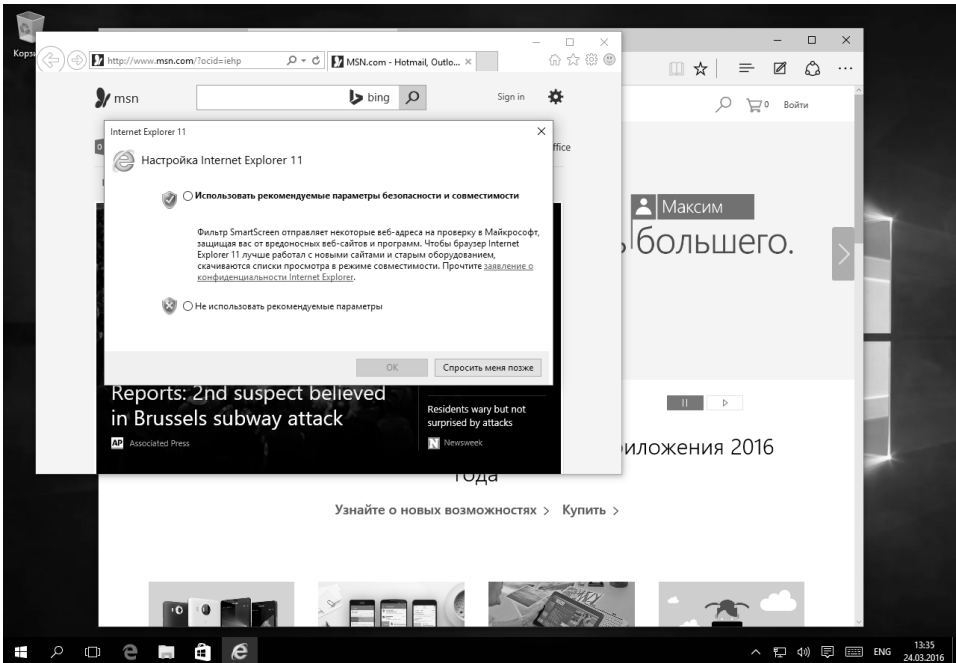 Корзи
http://www.msn.com/?ocid=iehp
MSN.com - Hotmail, Outlo...
msn
bing
Sign in
ffice
0
Войти
Internet Explorer 11
Настройка Internet Explorer 11
Использовать рекомендуемые параметры безопасности и совместимости
Фильтр SmartScreen отправляет некоторые веб-адреса на проверку в Майкрософт,
защищая вас от вредоносных веб-сайтов и программ. Чтобы браузер Internet
Explorer 11 лучше работал с новыми сайтами и старым оборудованием,
скачиваются списки просмотра в режиме совместимости. Прочтите заявление о
конфиденциальности Internet Explorer.
Не использовать рекомендуемые параметры
OK
Спросить меня позже
Максим
ь большего.
Reports: 2nd suspect believed
in Brussels subway attack
AP Associated Press
Residents wary but not
surprised by attacks
N Newsweek
иложения 2016
года
Узнайте о новых возможностях >
Купить >
ENG
13:35
24.03.2016